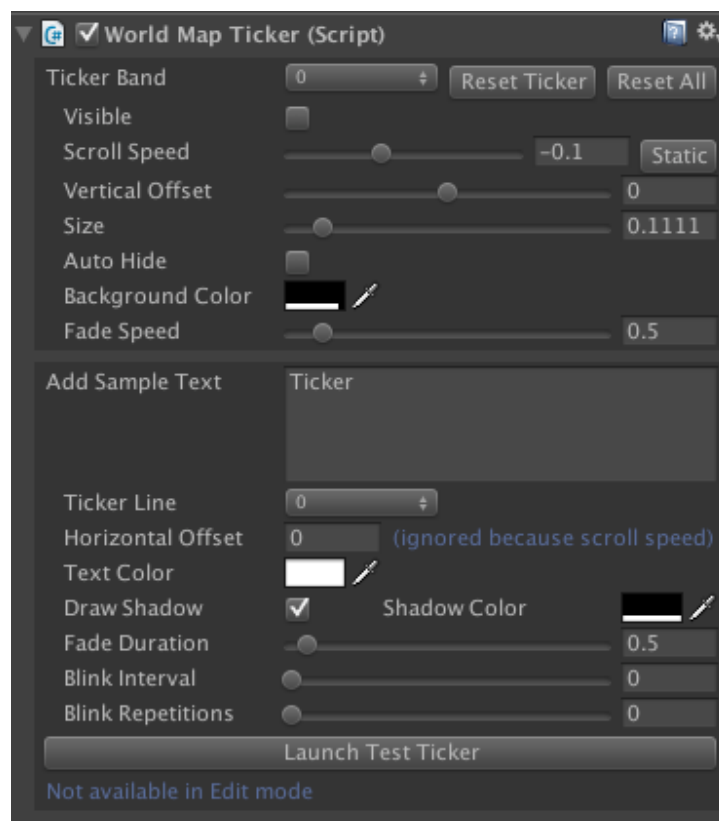 World Map Ticker (Script)
Ticker Band 0 Reset Ticker Reset All
Visible
Scroll Speed -0.1 Static
Vertical Offset 0
Size 0.1111
Auto Hide
Background Color
Fade Speed 0.5
Add Sample Text Ticker
Ticker Line 0
Horizontal Offset 0 (ignored because scroll speed)
Text Color
Draw Shadow Shadow Color
Fade Duration 0.5
Blink Interval 0
Blink Repetitions 0
Launch Test Ticker
Not available in Edit mode